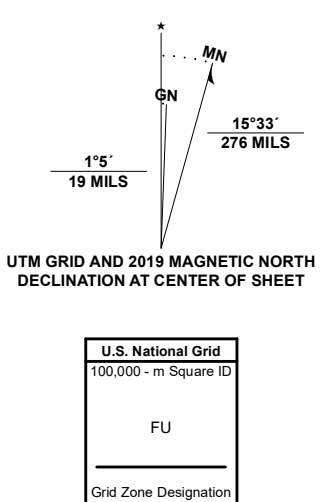 ★
MN
GN
15°33´
276 MILS
1°5´
19 MILS
UTM GRID AND 2019 MAGNETIC NORTH
DECLINATION AT CENTER OF SHEET
U.S. National Grid
100,000 - m Square ID
FU
Grid Zone Designation